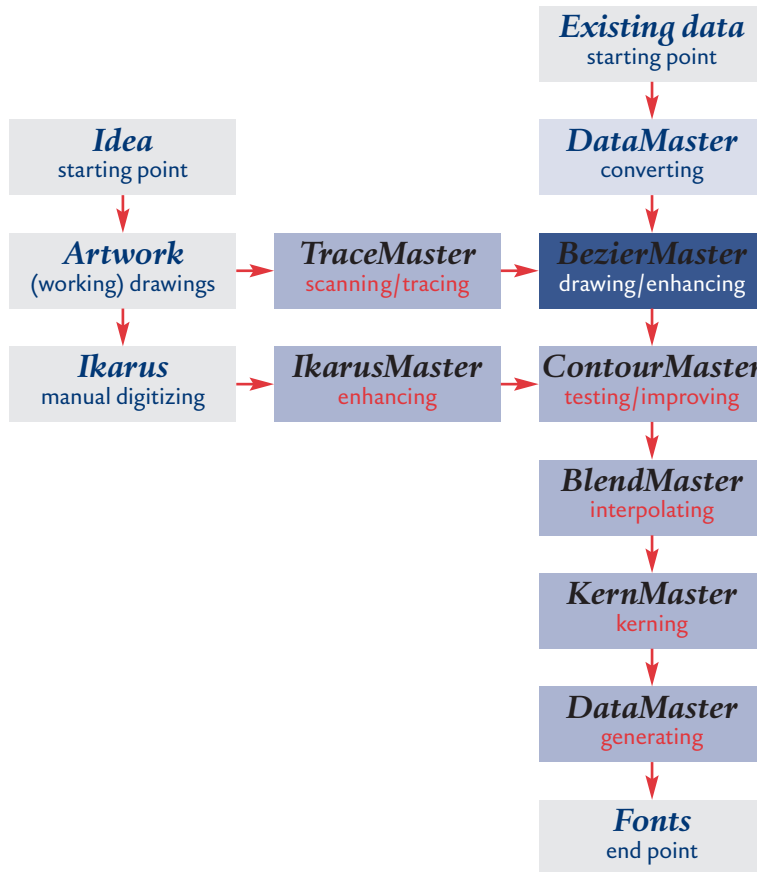 Existing data
starting point
Idea
starting point
DataMaster
converting
Artwork
(working) drawings
TraceMaster
scanning/tracing
BezierMaster
drawing/enhancing
Ikarus
manual digitizing
IkarusMaster
enhancing
ContourMaster
testing/improving
BlendMaster
interpolating
KernMaster
kerning
DataMaster
generating
Fonts
end point